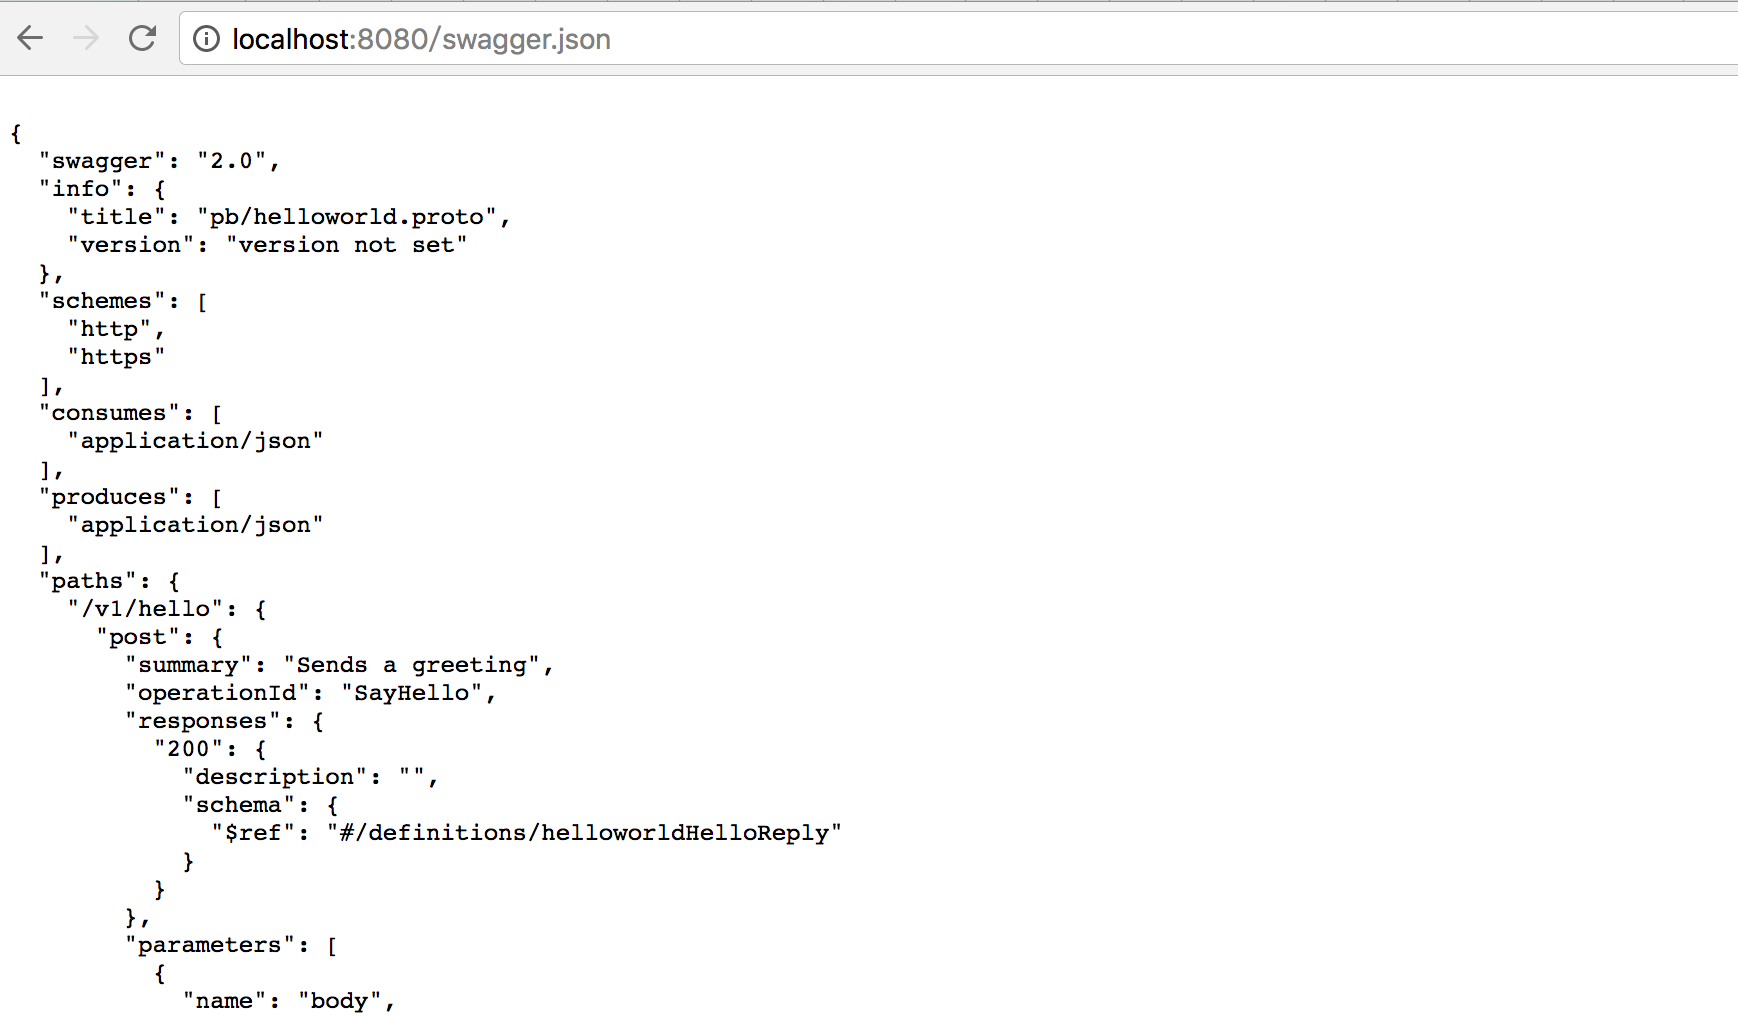 localhost:8080/swagger.json
{
  "swagger": "2.0",
  "info": {
    "title": "pb/helloworld.proto",
    "version": "version not set"
  },
  "schemes": [
    "http",
    "https"
  ],
  "consumes": [
    "application/json"
  ],
  "produces": [
    "application/json"
  ],
  "paths": {
    "/v1/hello": {
      "post": {
        "summary": "Sends a greeting",
        "operationId": "SayHello",
        "responses": {
          "200": {
            "description": "",
            "schema": {
              "$ref": "#/definitions/helloworldHelloReply"
            }
          }
        },
        "parameters": [
          {
            "name": "body",